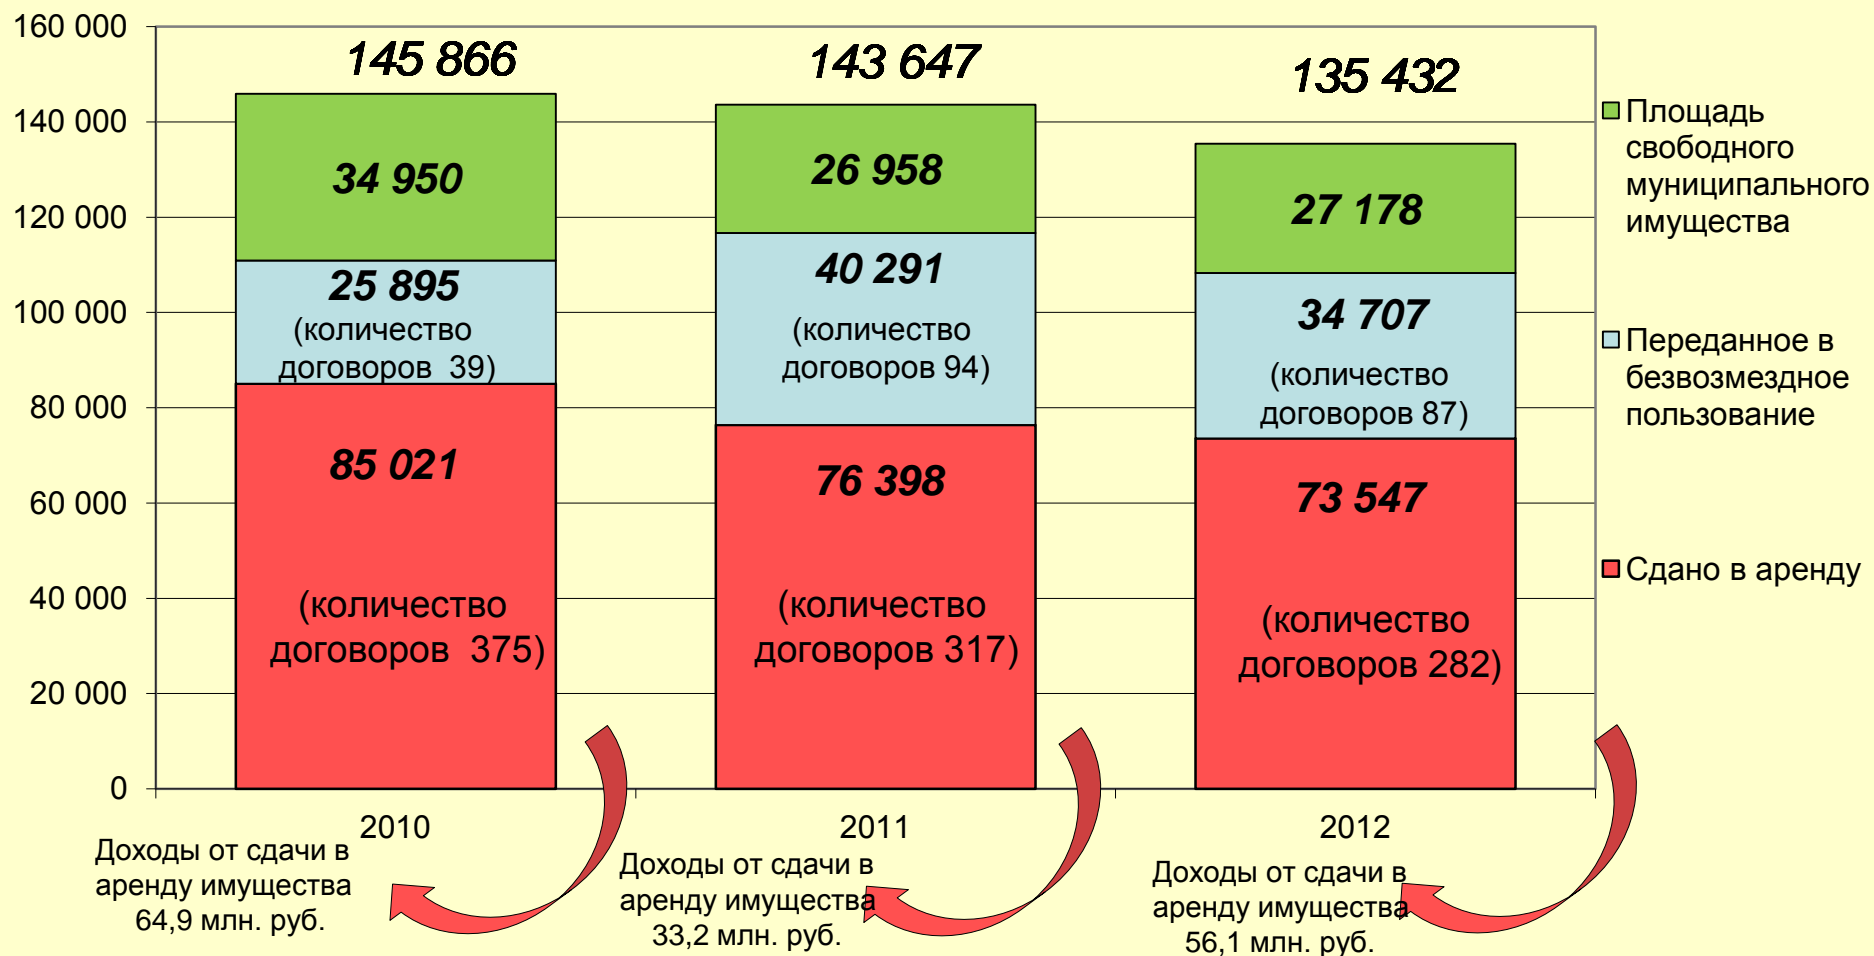 160 000
140 000
120 000
100 000
80 000
60 000
40 000
20 000
0
145 866
34 950
25 895
(количество
договоров 39)
85 021
(количество
договоров 375)
2010
Доходы от сдачи в
аренду имущества
64,9 млн. руб.
143 647
26 958
40 291
(количество
договоров 94)
76 398
(количество
договоров 317)
2011
Доходы от сдачи в
аренду имущества
33,2 млн. руб.
135 432
27 178
34 707
(количество
договоров 87)
73 547
(количество
договоров 282)
2012
Доходы от сдачи в
аренду имущества
56,1 млн. руб.
Площадь
свободного
муниципального
имущества
Переданное в
безвозмездное
пользование
Сдано в аренду